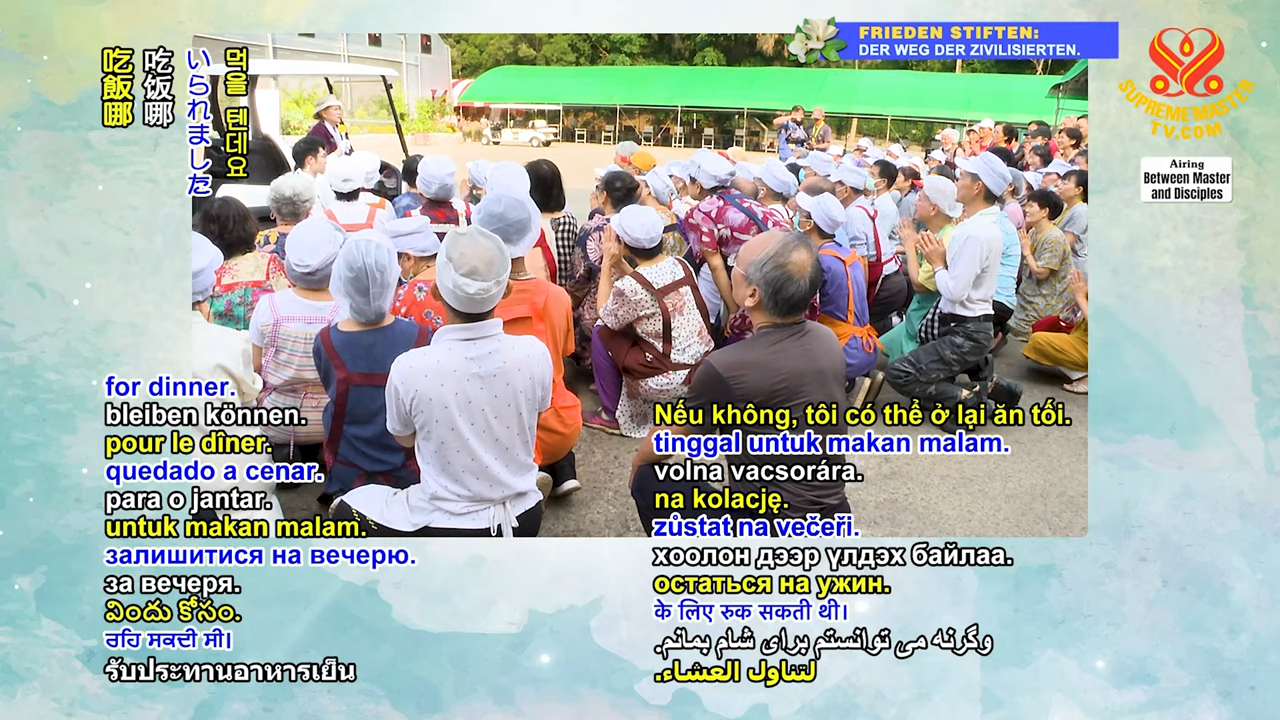 吃飯哪
吃饭哪
いられました
먹을 텐데요
FRIEDEN STIFTEN:
DER WEG DER ZIVILISIERTEN.
SUPREME MASTER
TV.COM
Airing
Between Master
and Disciples
for dinner.
bleiben können.
pour le dîner.
quedado a cenar.
para o jantar.
untuk makan malam.
залишитися на вечерю.
за вечеря.
విందు కోసం.
ਰਹਿ ਸਕਦੀ ਸੀ।
รับประทานอาหารเย็น
Nếu không, tôi có thể ở lại ăn tối.
tinggal untuk makan malam.
volna vacsorára.
na kolację.
zůstat na večeři.
хоолон дээр үлдэх байлаа.
остаться на ужин.
के लिए रुक सकती थी।
وگرنه می توانستم برای شام بمانم.
لتناول العشاء.